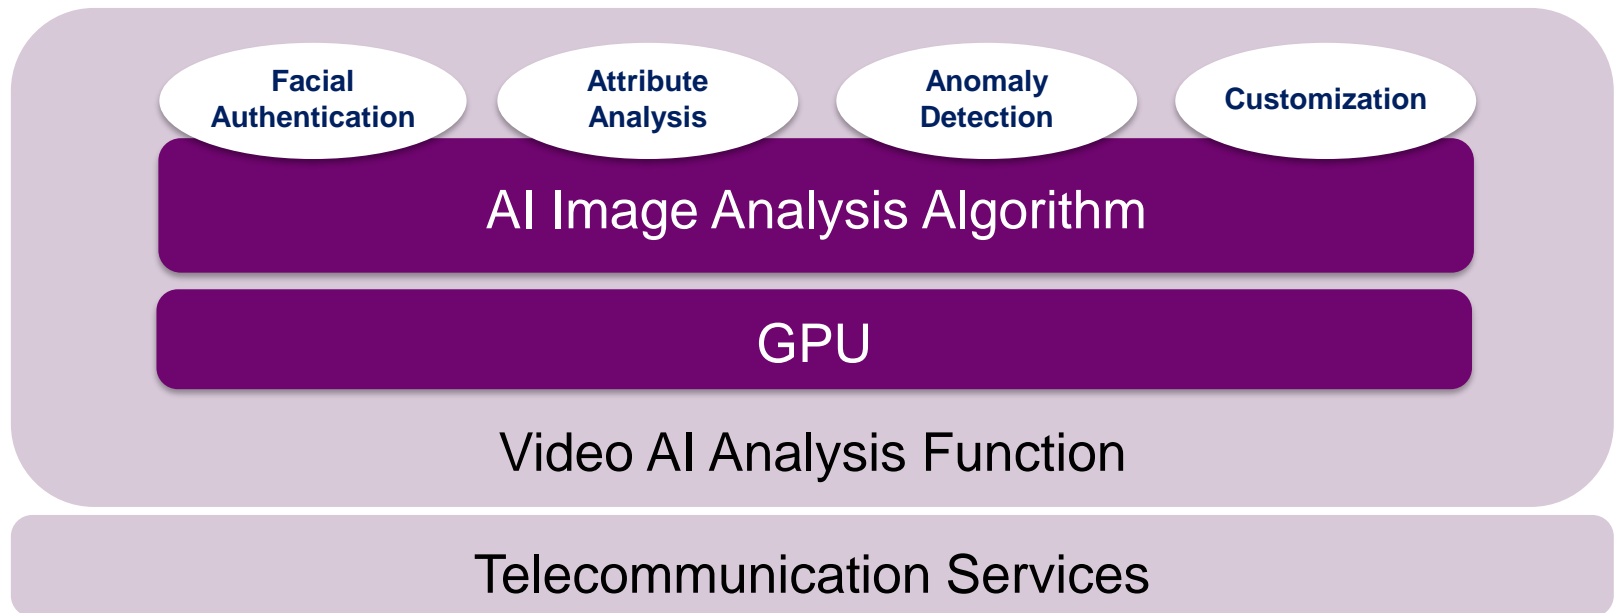 Facial
Authentication
Attribute
Analysis
Anomaly
Detection
Customization
AI Image Analysis Algorithm
GPU
Video AI Analysis Function
Telecommunication Services